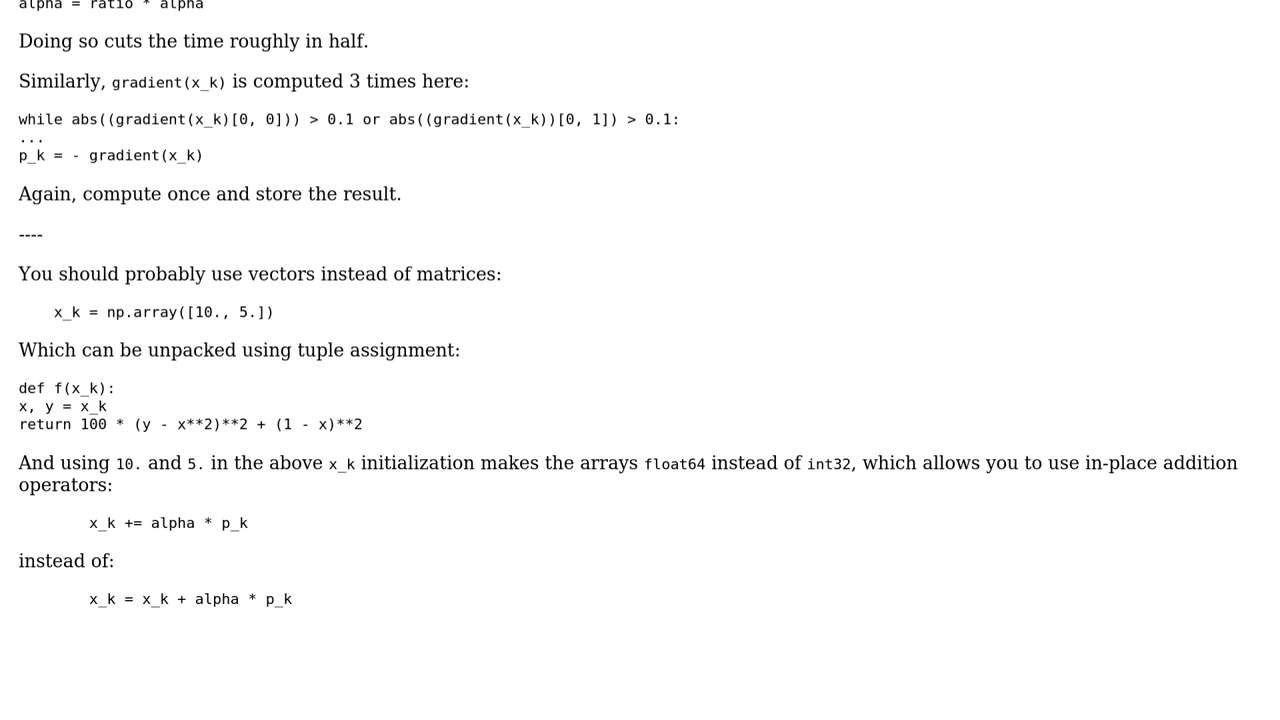 alpha = ratio * alpha
Doing so cuts the time roughly in half.
Similarly, gradient(x_k) is computed 3 times here:
while abs((gradient(x_k)[0, 0])) > 0.1 or abs((gradient(x_k))[0, 1]) > 0.1:
...
p_k = - gradient(x_k)
Again, compute once and store the result.
----
You should probably use vectors instead of matrices:
    x_k = np.array([10., 5.])
Which can be unpacked using tuple assignment:
def f(x_k):
x, y = x_k
return 100 * (y - x**2)**2 + (1 - x)**2
And using 10. and 5. in the above x_k initialization makes the arrays float64 instead of int32, which allows you to use in-place addition
operators:
        x_k += alpha * p_k
instead of:
        x_k = x_k + alpha * p_k